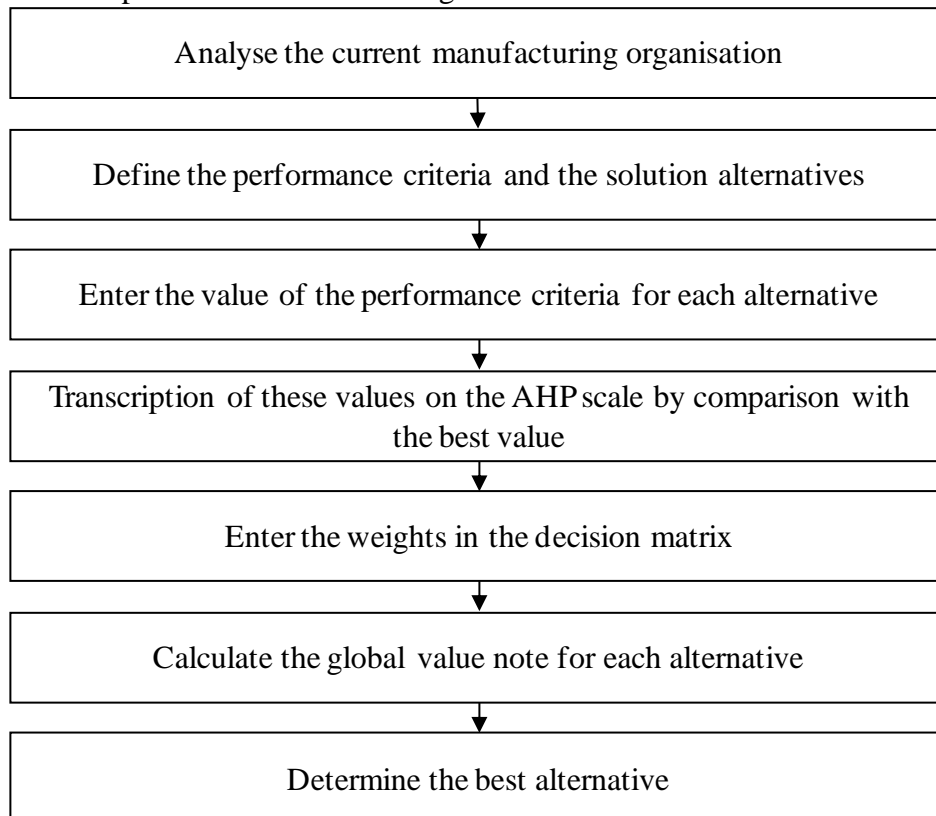 Analyse the current manufacturing organisation
Define the performance criteria and the solution alternatives
Enter the value of the performance criteria for each alternative
Transcription of these values on the AHP scale by comparison with
the best value
Enter the weights in the decision matrix
Calculate the global value note for each alternative
Determine the best alternative